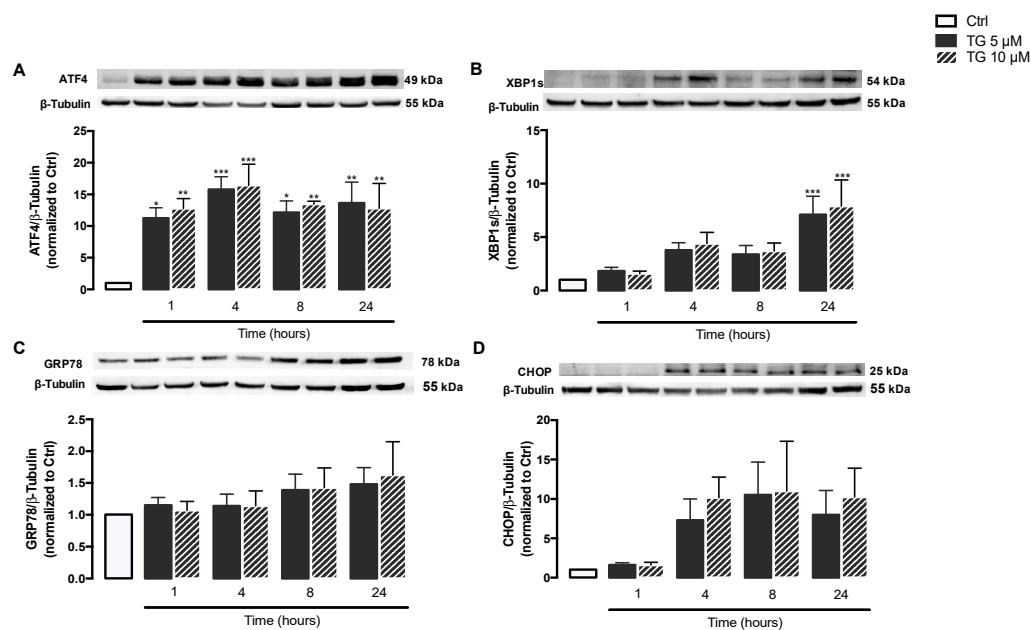 Ctrl
TG 5 µM
TG 10 µM
A
ATF4
49 kDa
β-Tubulin
55 kDa
ATF4/β-Tubulin
(normalized to Ctrl)
25
20
15
10
5
0
* ** *** *** * ** ** **
1 4 8 24
Time (hours)
B
XBP1s
54 kDa
β-Tubulin
55 kDa
XBP1s/β-Tubulin
(normalized to Ctrl)
15
10
5
0
*** ***
1 4 8 24
Time (hours)
C
GRP78
78 kDa
β-Tubulin
55 kDa
GRP78/β-Tubulin
(normalized to Ctrl)
2.5
2.0
1.5
1.0
0.5
0.0
1 4 8 24
Time (hours)
D
CHOP
25 kDa
β-Tubulin
55 kDa
CHOP/β-Tubulin
(normalized to Ctrl)
20
15
10
5
0
1 4 8 24
Time (hours)